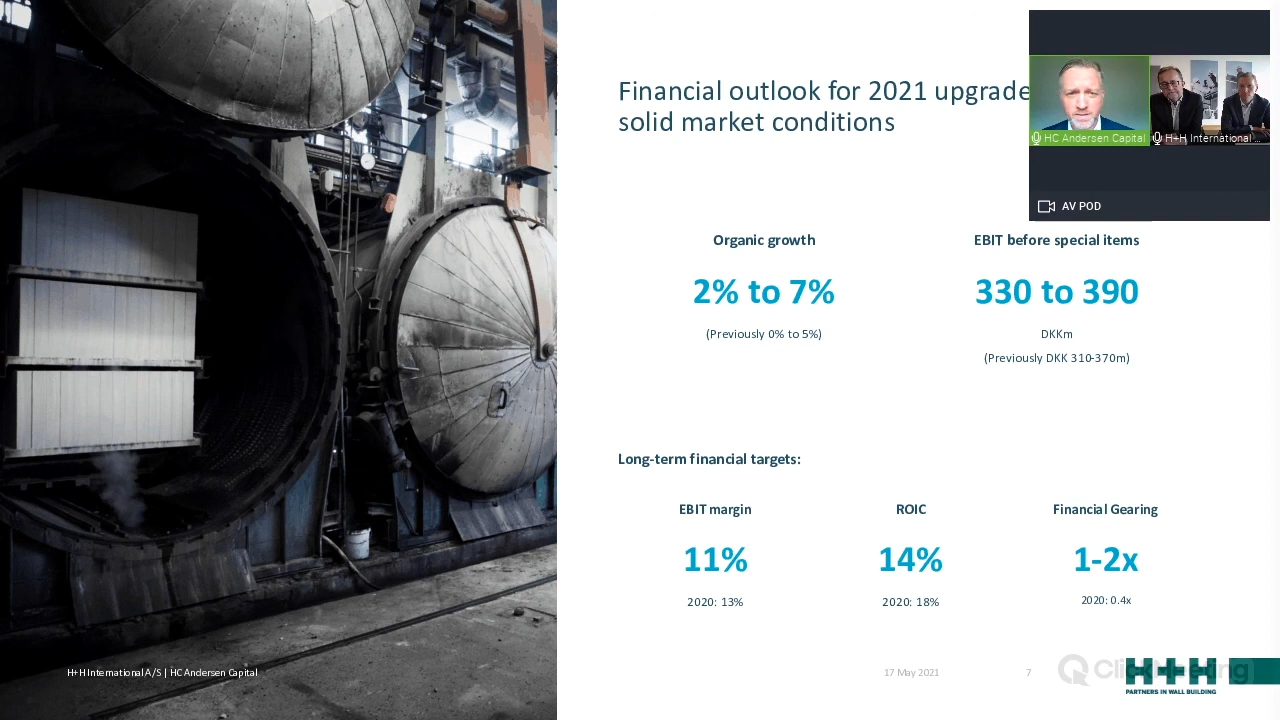 Financial outlook for 2021 upgrade
solid market conditions
HC Andersen Capital
H+H International ...
AV POD
Organic growth
EBIT before special items
2% to 7%
330 to 390
(Previously 0% to 5%)
DKKm
(Previously DKK 310-370m)
Long-term financial targets:
EBIT margin
ROIC
Financial Gearing
11%
14%
1-2x
2020: 13%
2020: 18%
2020: 0.4x
H+H International A/S | HC Andersen Capital
17 May 2021
7
ClickMeeting
H+H
PARTNERS IN WALL BUILDING